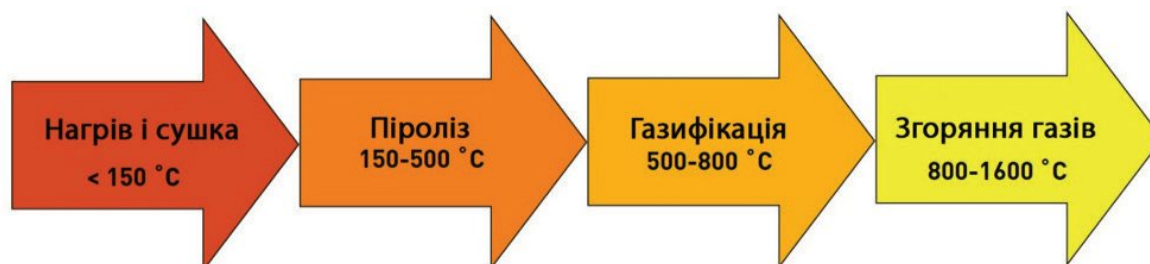 Нагрів і сушка
< 150 ˚C
Піроліз
150-500 ˚C
Газифікація
500-800 ˚C
Згоряння газів
800-1600 ˚C